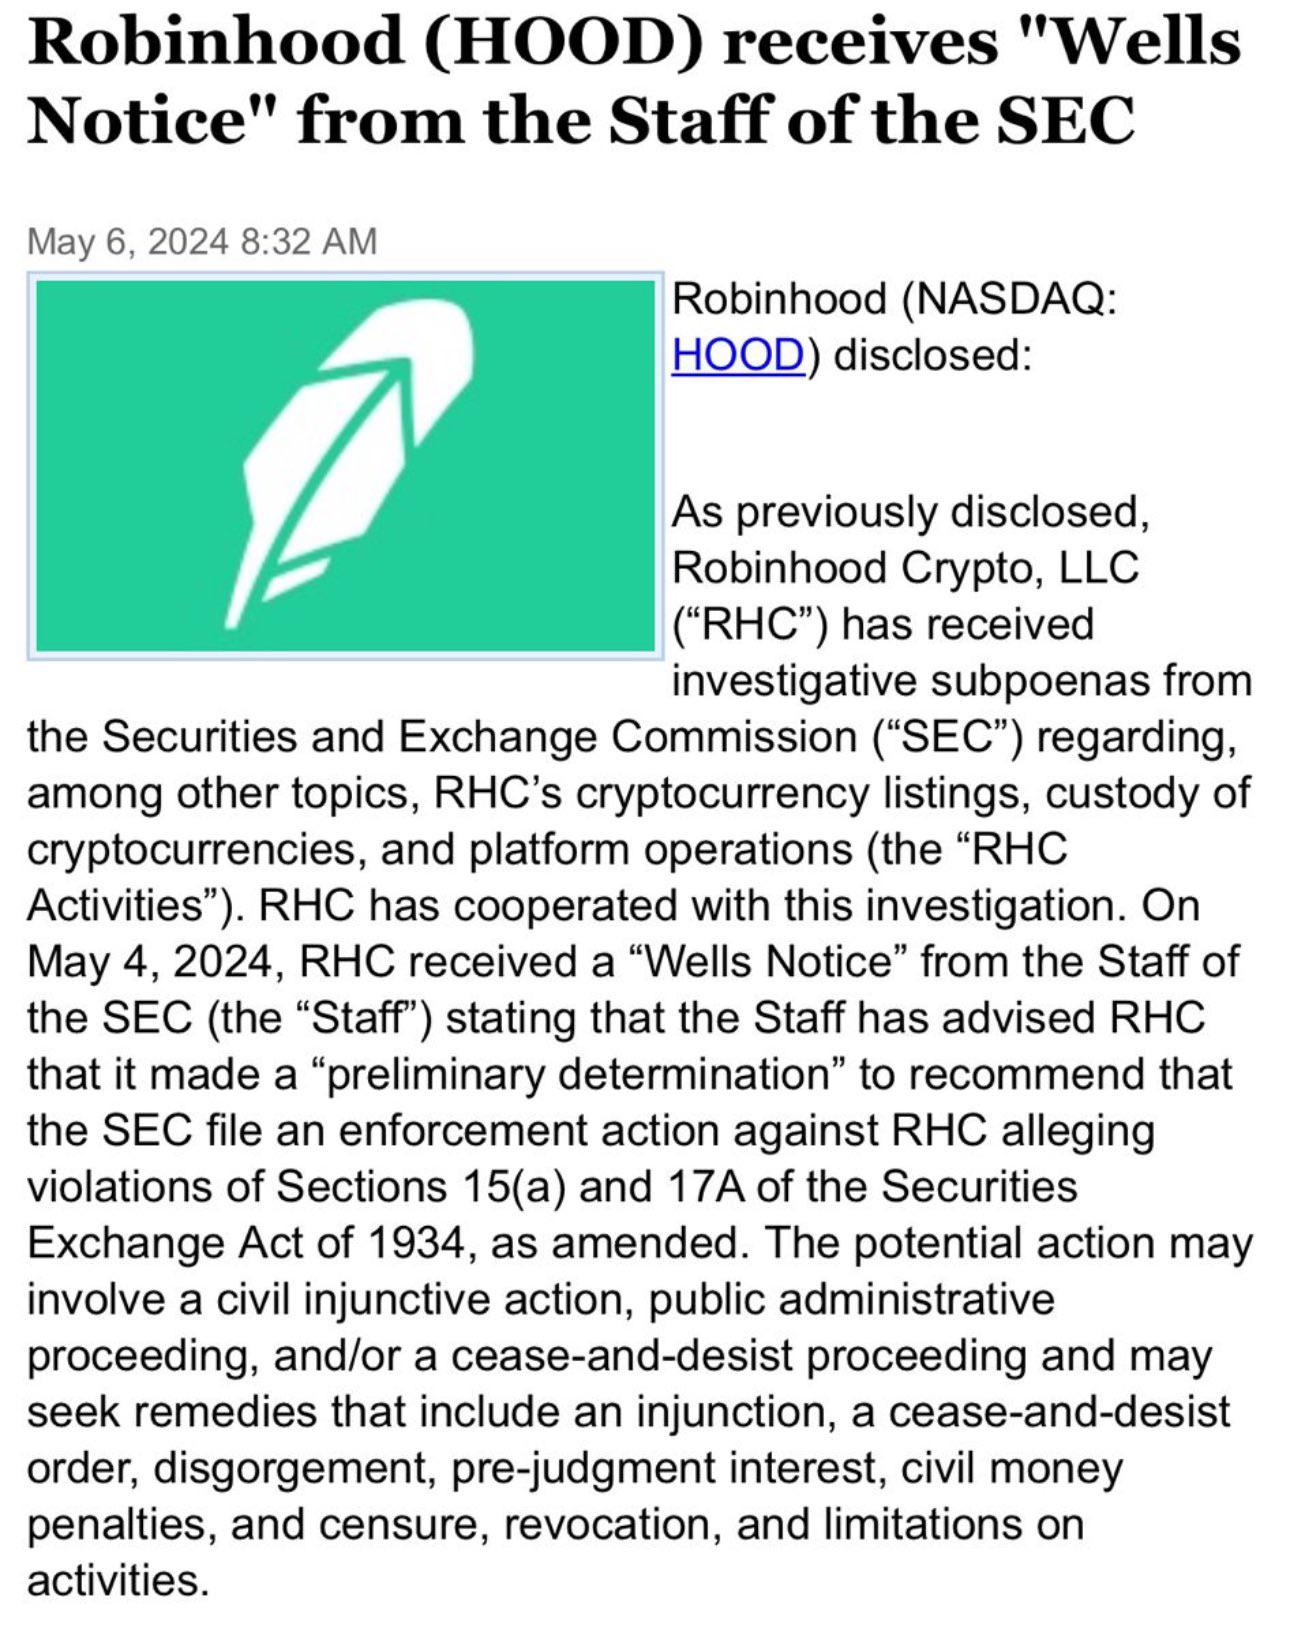 Robinhood (HOOD) receives "Wells
Notice" from the Staff of the SEC
May 6, 2024 8:32 AM
Robinhood (NASDAQ:
HOOD) disclosed:
As previously disclosed,
Robinhood Crypto, LLC
(“RHC”) has received
investigative subpoenas from
the Securities and Exchange Commission (“SEC”) regarding,
among other topics, RHC’s cryptocurrency listings, custody of
cryptocurrencies, and platform operations (the “RHC
Activities”). RHC has cooperated with this investigation. On
May 4, 2024, RHC received a “Wells Notice” from the Staff of
the SEC (the “Staff”) stating that the Staff has advised RHC
that it made a “preliminary determination” to recommend that
the SEC file an enforcement action against RHC alleging
violations of Sections 15(a) and 17A of the Securities
Exchange Act of 1934, as amended. The potential action may
involve a civil injunctive action, public administrative
proceeding, and/or a cease-and-desist proceeding and may
seek remedies that include an injunction, a cease-and-desist
order, disgorgement, pre-judgment interest, civil money
penalties, and censure, revocation, and limitations on
activities.